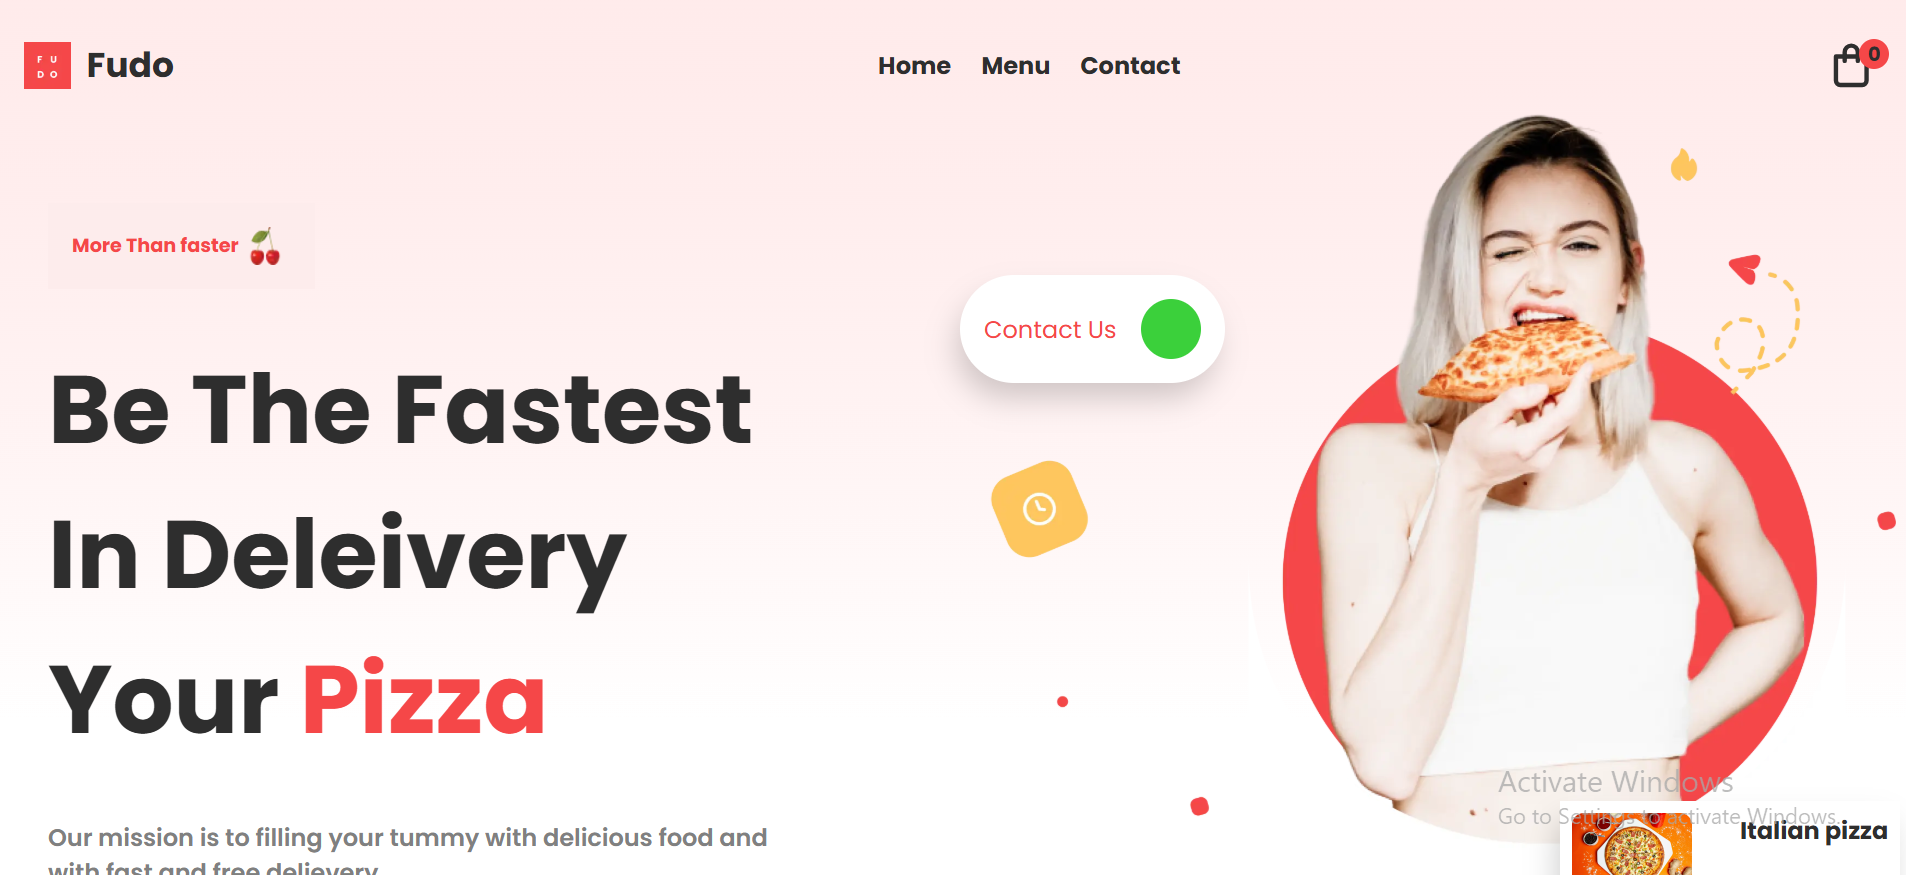 F U
D O
Fudo
Home Menu Contact
0
More Than faster
Contact Us
Be The Fastest
In Deleivery
Your Pizza
Our mission is to filling your tummy with delicious food and
with fast and free delievery
Activate Windows
Go to Settings to activate Windows.
Italian pizza